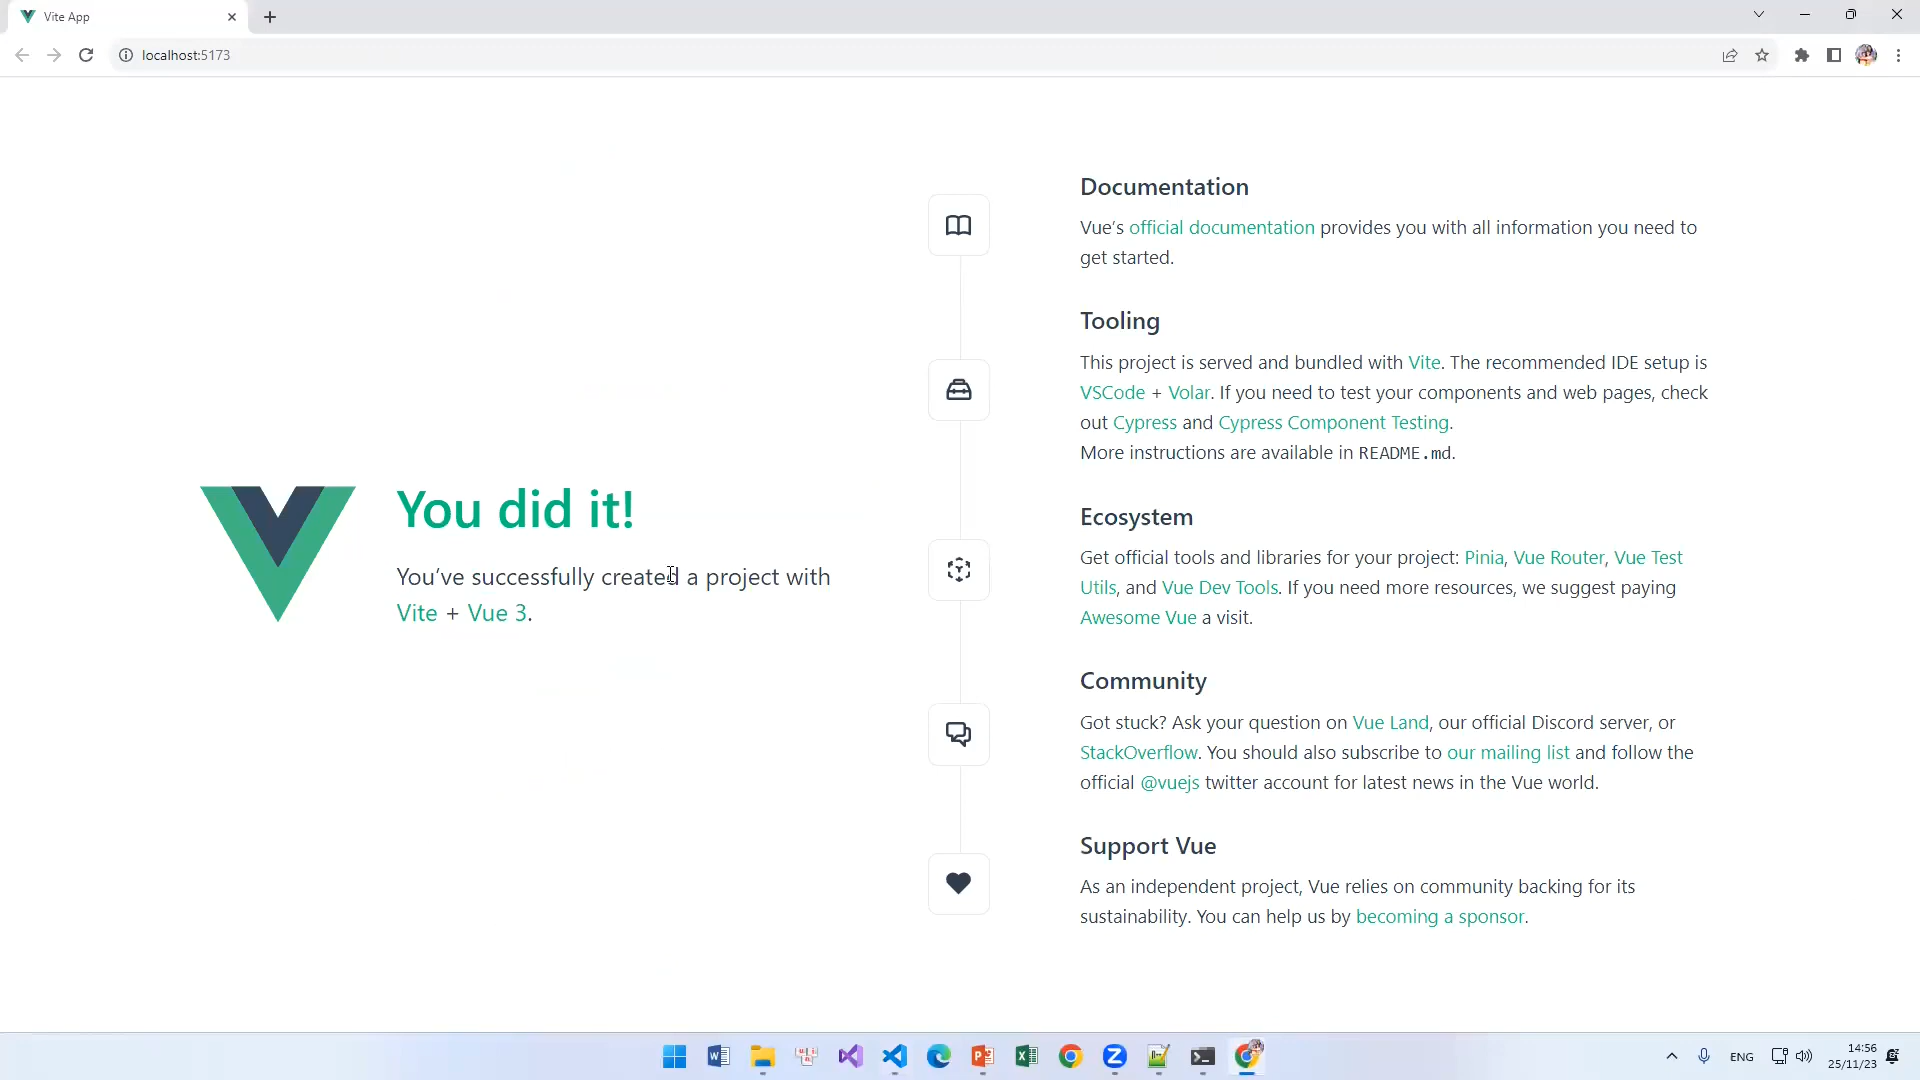 Vite App
localhost:5173
Documentation
Vue’s official documentation provides you with all information you need to
get started.
Tooling
This project is served and bundled with Vite. The recommended IDE setup is
VSCode + Volar. If you need to test your components and web pages, check
out Cypress and Cypress Component Testing.
More instructions are available in README.md.
You did it!
You’ve successfully created a project with
Vite + Vue 3.
Ecosystem
Get official tools and libraries for your project: Pinia, Vue Router, Vue Test
Utils, and Vue Dev Tools. If you need more resources, we suggest paying
Awesome Vue a visit.
Community
Got stuck? Ask your question on Vue Land, our official Discord server, or
StackOverflow. You should also subscribe to our mailing list and follow the
official @vuejs twitter account for latest news in the Vue world.
Support Vue
As an independent project, Vue relies on community backing for its
sustainability. You can help us by becoming a sponsor.
ENG
14:56
25/11/23